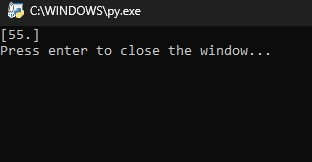 C:\WINDOWS\py.exe
[55.]
Press enter to close the window...